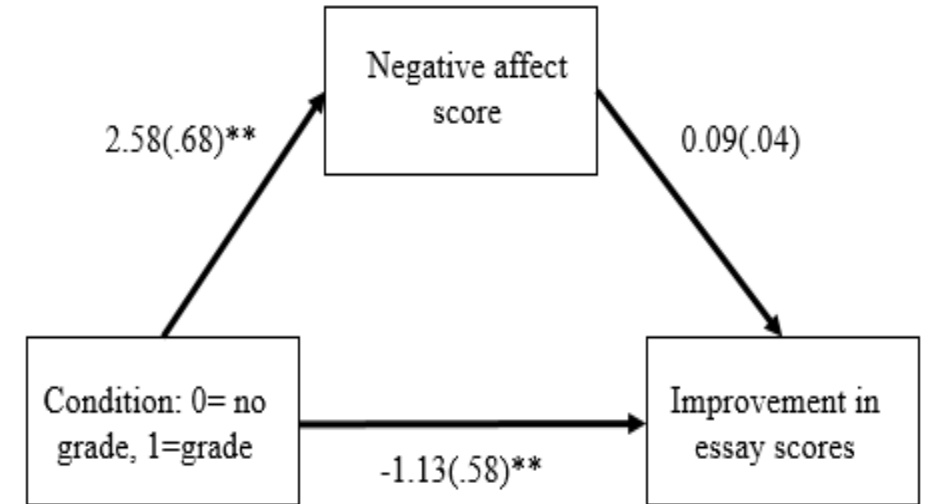 Negative affect
score
2.58(.68)**
0.09(.04)
Condition: 0= no
grade, 1=grade
-1.13(.58)**
Improvement in
essay scores